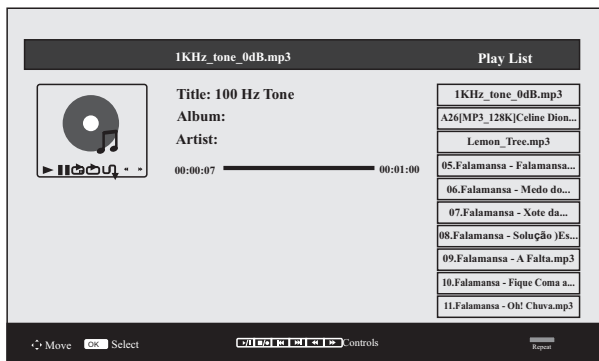 1KHz_tone_0dB.mp3
Play List
Title: 100 Hz Tone
Album:
Artist:
00:00:07
00:01:00
1KHz_tone_0dB.mp3
A26[MP3_128K]Celine Dion...
Lemon_Tree.mp3
05.Falamansa - Falamansa...
06.Falamansa - Medo do...
07.Falamansa - Xote da...
08.Falamansa - Solução )Es...
09.Falamansa - A Falta.mp3
10.Falamansa - Fique Coma a...
11.Falamansa - Oh! Chuva.mp3
Move OK Select
Controls
Repeat